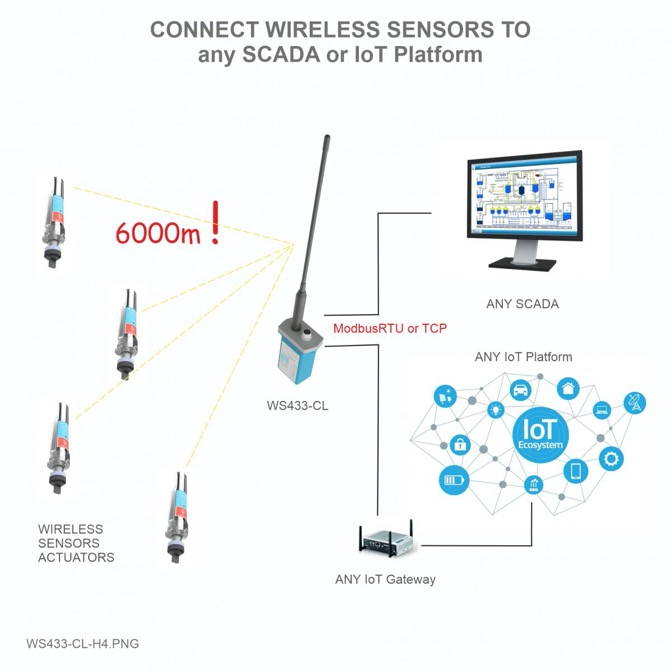 CONNECT WIRELESS SENSORS TO
any SCADA or IoT Platform
6000m!
ANY SCADA
ModbusRTU or TCP
ANY IoT Platform
WS433-CL
IoT
Ecosystem
WIRELESS
SENSORS
ACTUATORS
ANY IoT Gateway
WS433-CL-H4.PNG